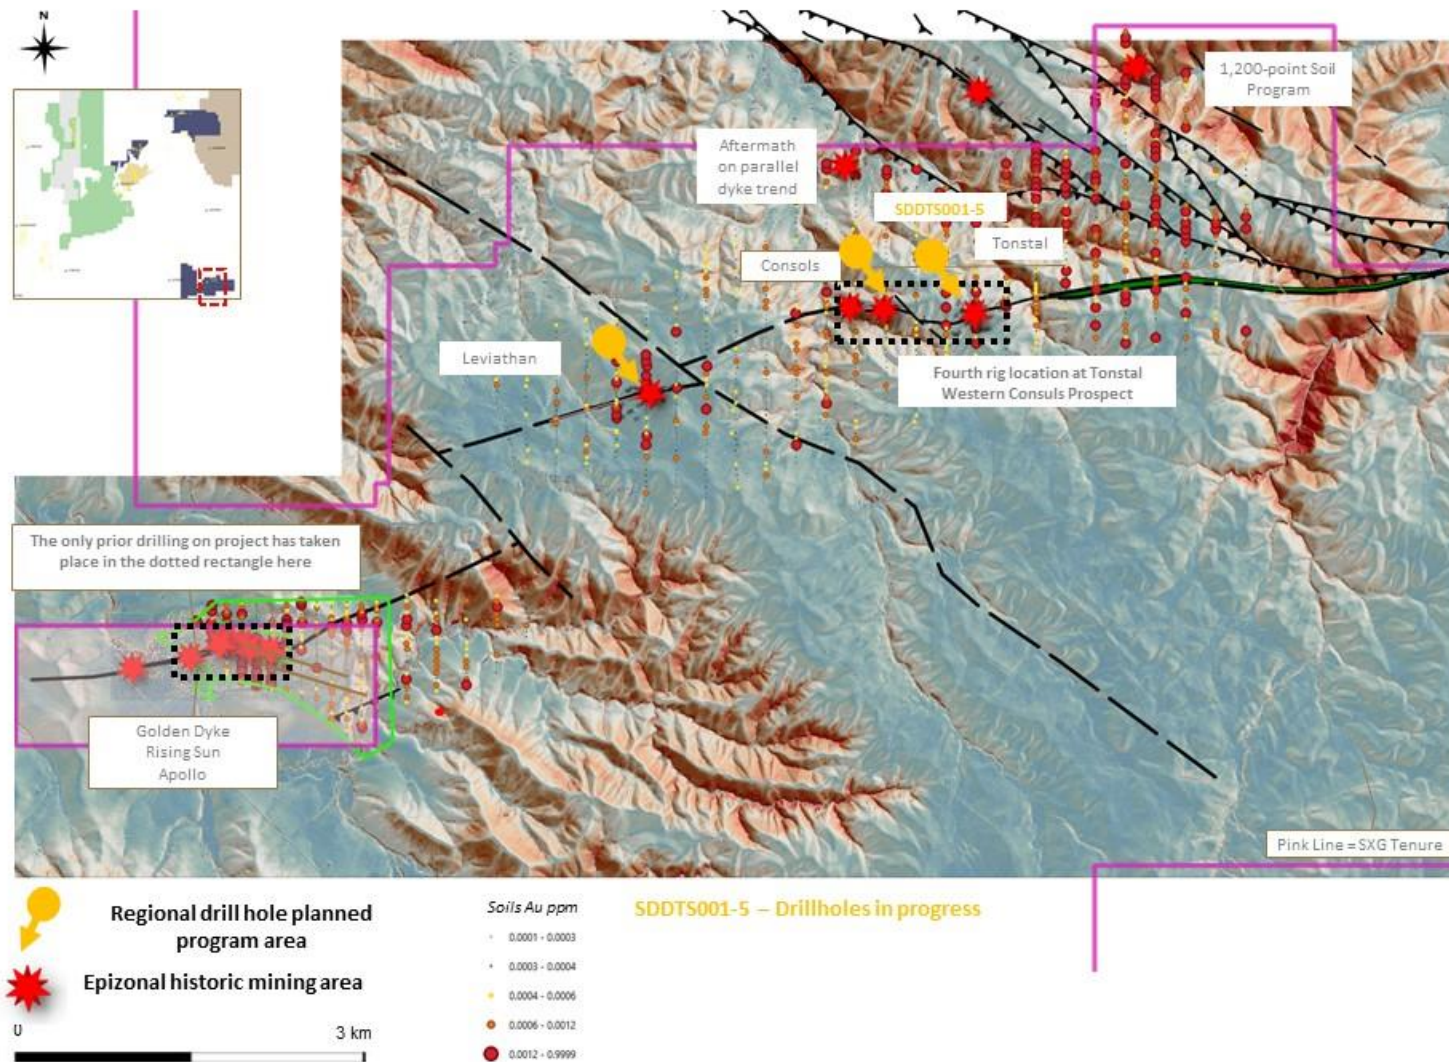 N
1,200-point Soil
Program
Aftermath
on parallel
dyke trend
SDDTS001-5
Tonstal
Consols
Leviathan
Fourth rig location at Tonstal
Western Consuls Prospect
The only prior drilling on project has taken
place in the dotted rectangle here
Golden Dyke
Rising Sun
Apollo
Pink Line = SXG Tenure
Regional drill hole planned
program area
Epizonal historic mining area
0
3 km
Soils Au ppm
0.0001 - 0.0003
0.0003 - 0.0004
0.0004 - 0.0006
0.0006 - 0.0012
0.0012 - 0.9999
SDDTS001-5 – Drillholes in progress